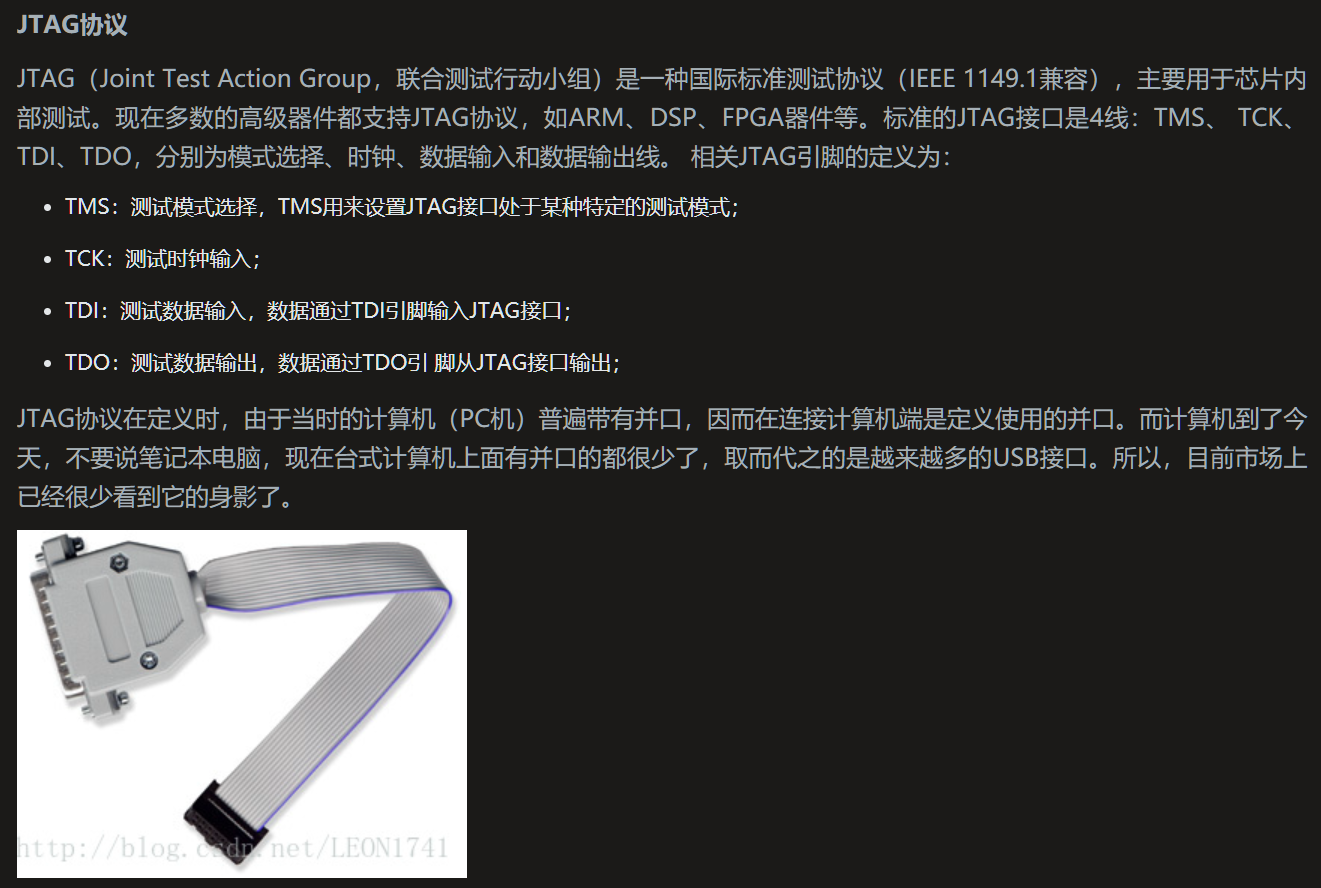 JTAG协议
JTAG（Joint Test Action Group，联合测试行动小组）是一种国际标准测试协议（IEEE 1149.1兼容），主要用于芯片内
部测试。现在多数的高级器件都支持JTAG协议，如ARM、DSP、FPGA器件等。标准的JTAG接口是4线：TMS、 TCK、
TDI、TDO，分别为模式选择、时钟、数据输入和数据输出线。 相关JTAG引脚的定义为：
• TMS：测试模式选择，TMS用来设置JTAG接口处于某种特定的测试模式；
• TCK：测试时钟输入；
• TDI：测试数据输入，数据通过TDI引脚输入JTAG接口；
• TDO：测试数据输出，数据通过TDO引 脚从JTAG接口输出；
JTAG协议在定义时，由于当时的计算机（PC机）普遍带有并口，因而在连接计算机端是定义使用的并口。而计算机到了今
天，不要说笔记本电脑，现在台式计算机上面有并口的都很少了，取而代之的是越来越多的USB接口。所以，目前市场上
已经很少看到它的身影了。
http://blog.csdn.net/LEON1741